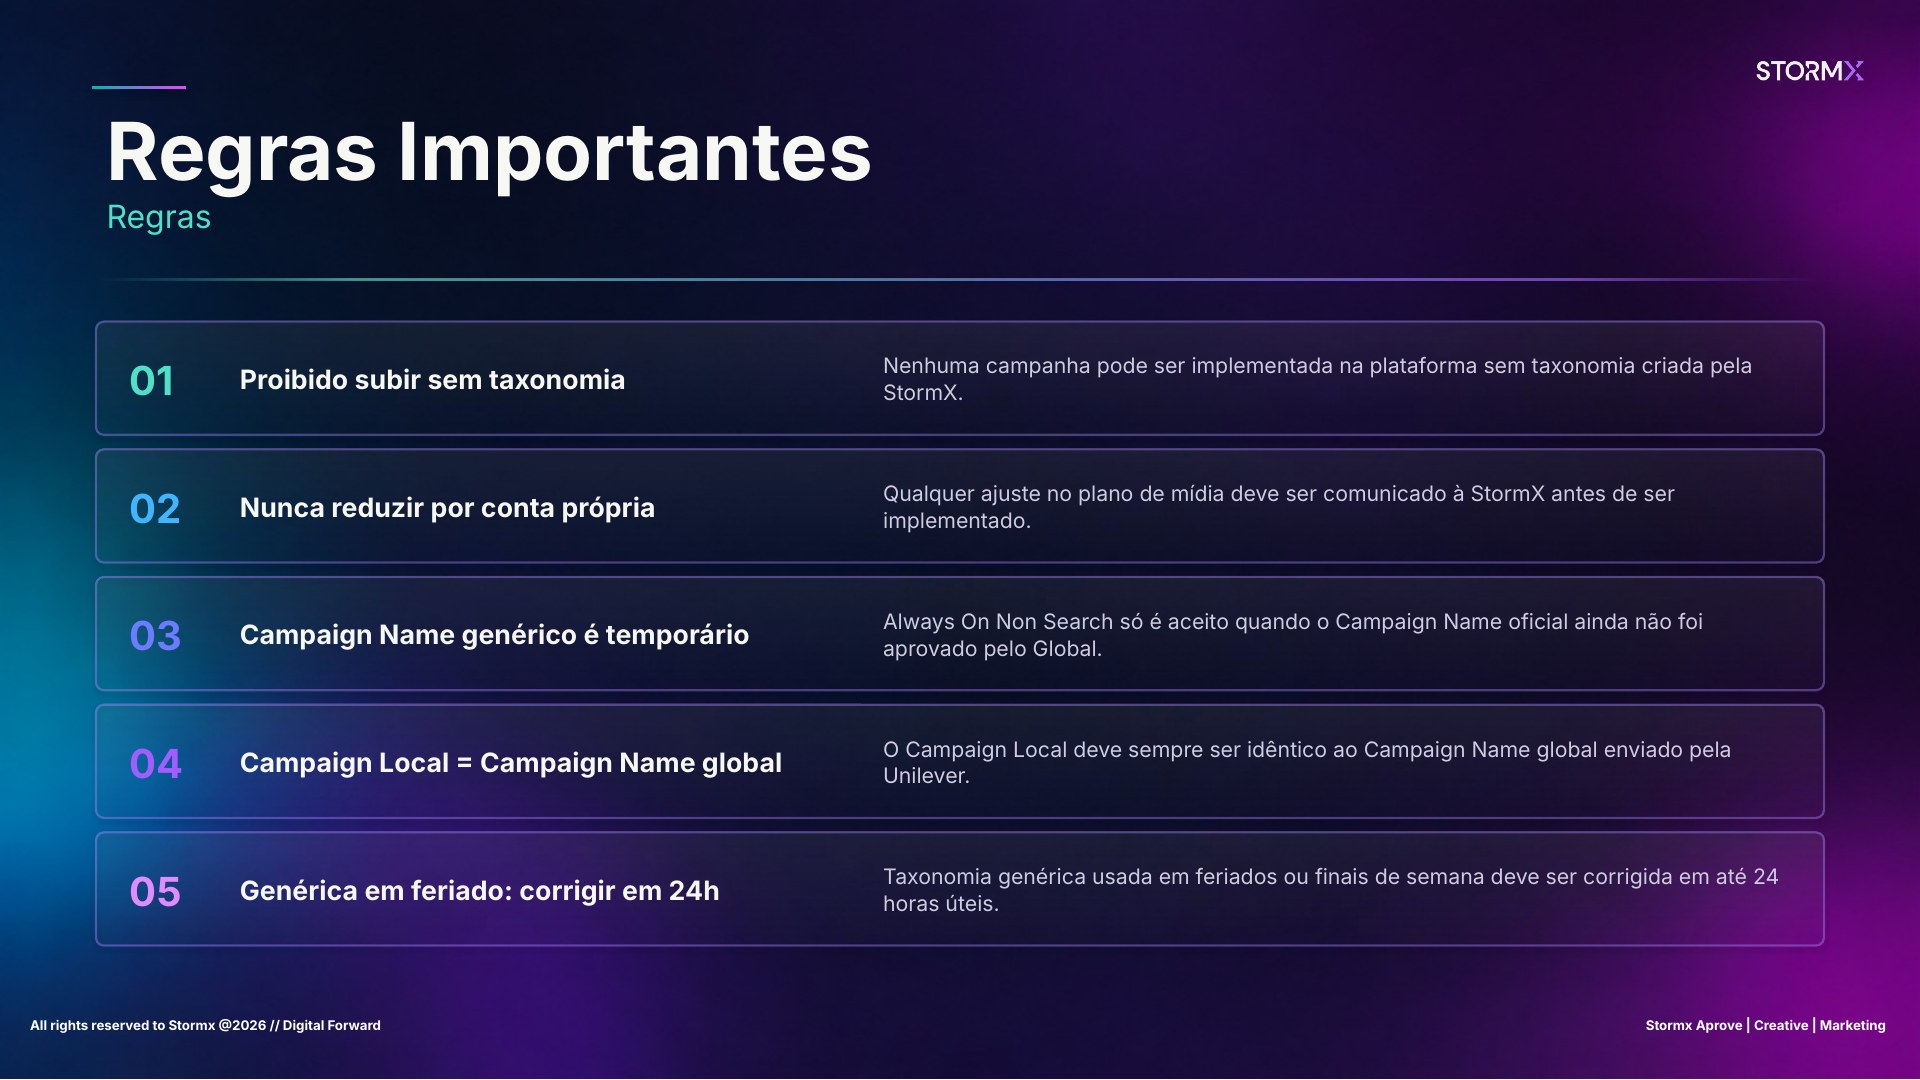 STORMX
Regras Importantes
Regras
01
Proibido subir sem taxonomia
Nenhuma campanha pode ser implementada na plataforma sem taxonomia criada pela
StormX.
02
Nunca reduzir por conta própria
Qualquer ajuste no plano de mídia deve ser comunicado à StormX antes de ser
implementado.
03
Campaign Name genérico é temporário
Always On Non Search só é aceito quando o Campaign Name oficial ainda não foi
aprovado pelo Global.
04
Campaign Local = Campaign Name global
O Campaign Local deve sempre ser idêntico ao Campaign Name global enviado pela
Unilever.
05
Genérica em feriado: corrigir em 24h
Taxonomia genérica usada em feriados ou finais de semana deve ser corrigida em até 24
horas úteis.
All rights reserved to Stormx @2026 // Digital Forward
Stormx Aprove | Creative | Marketing